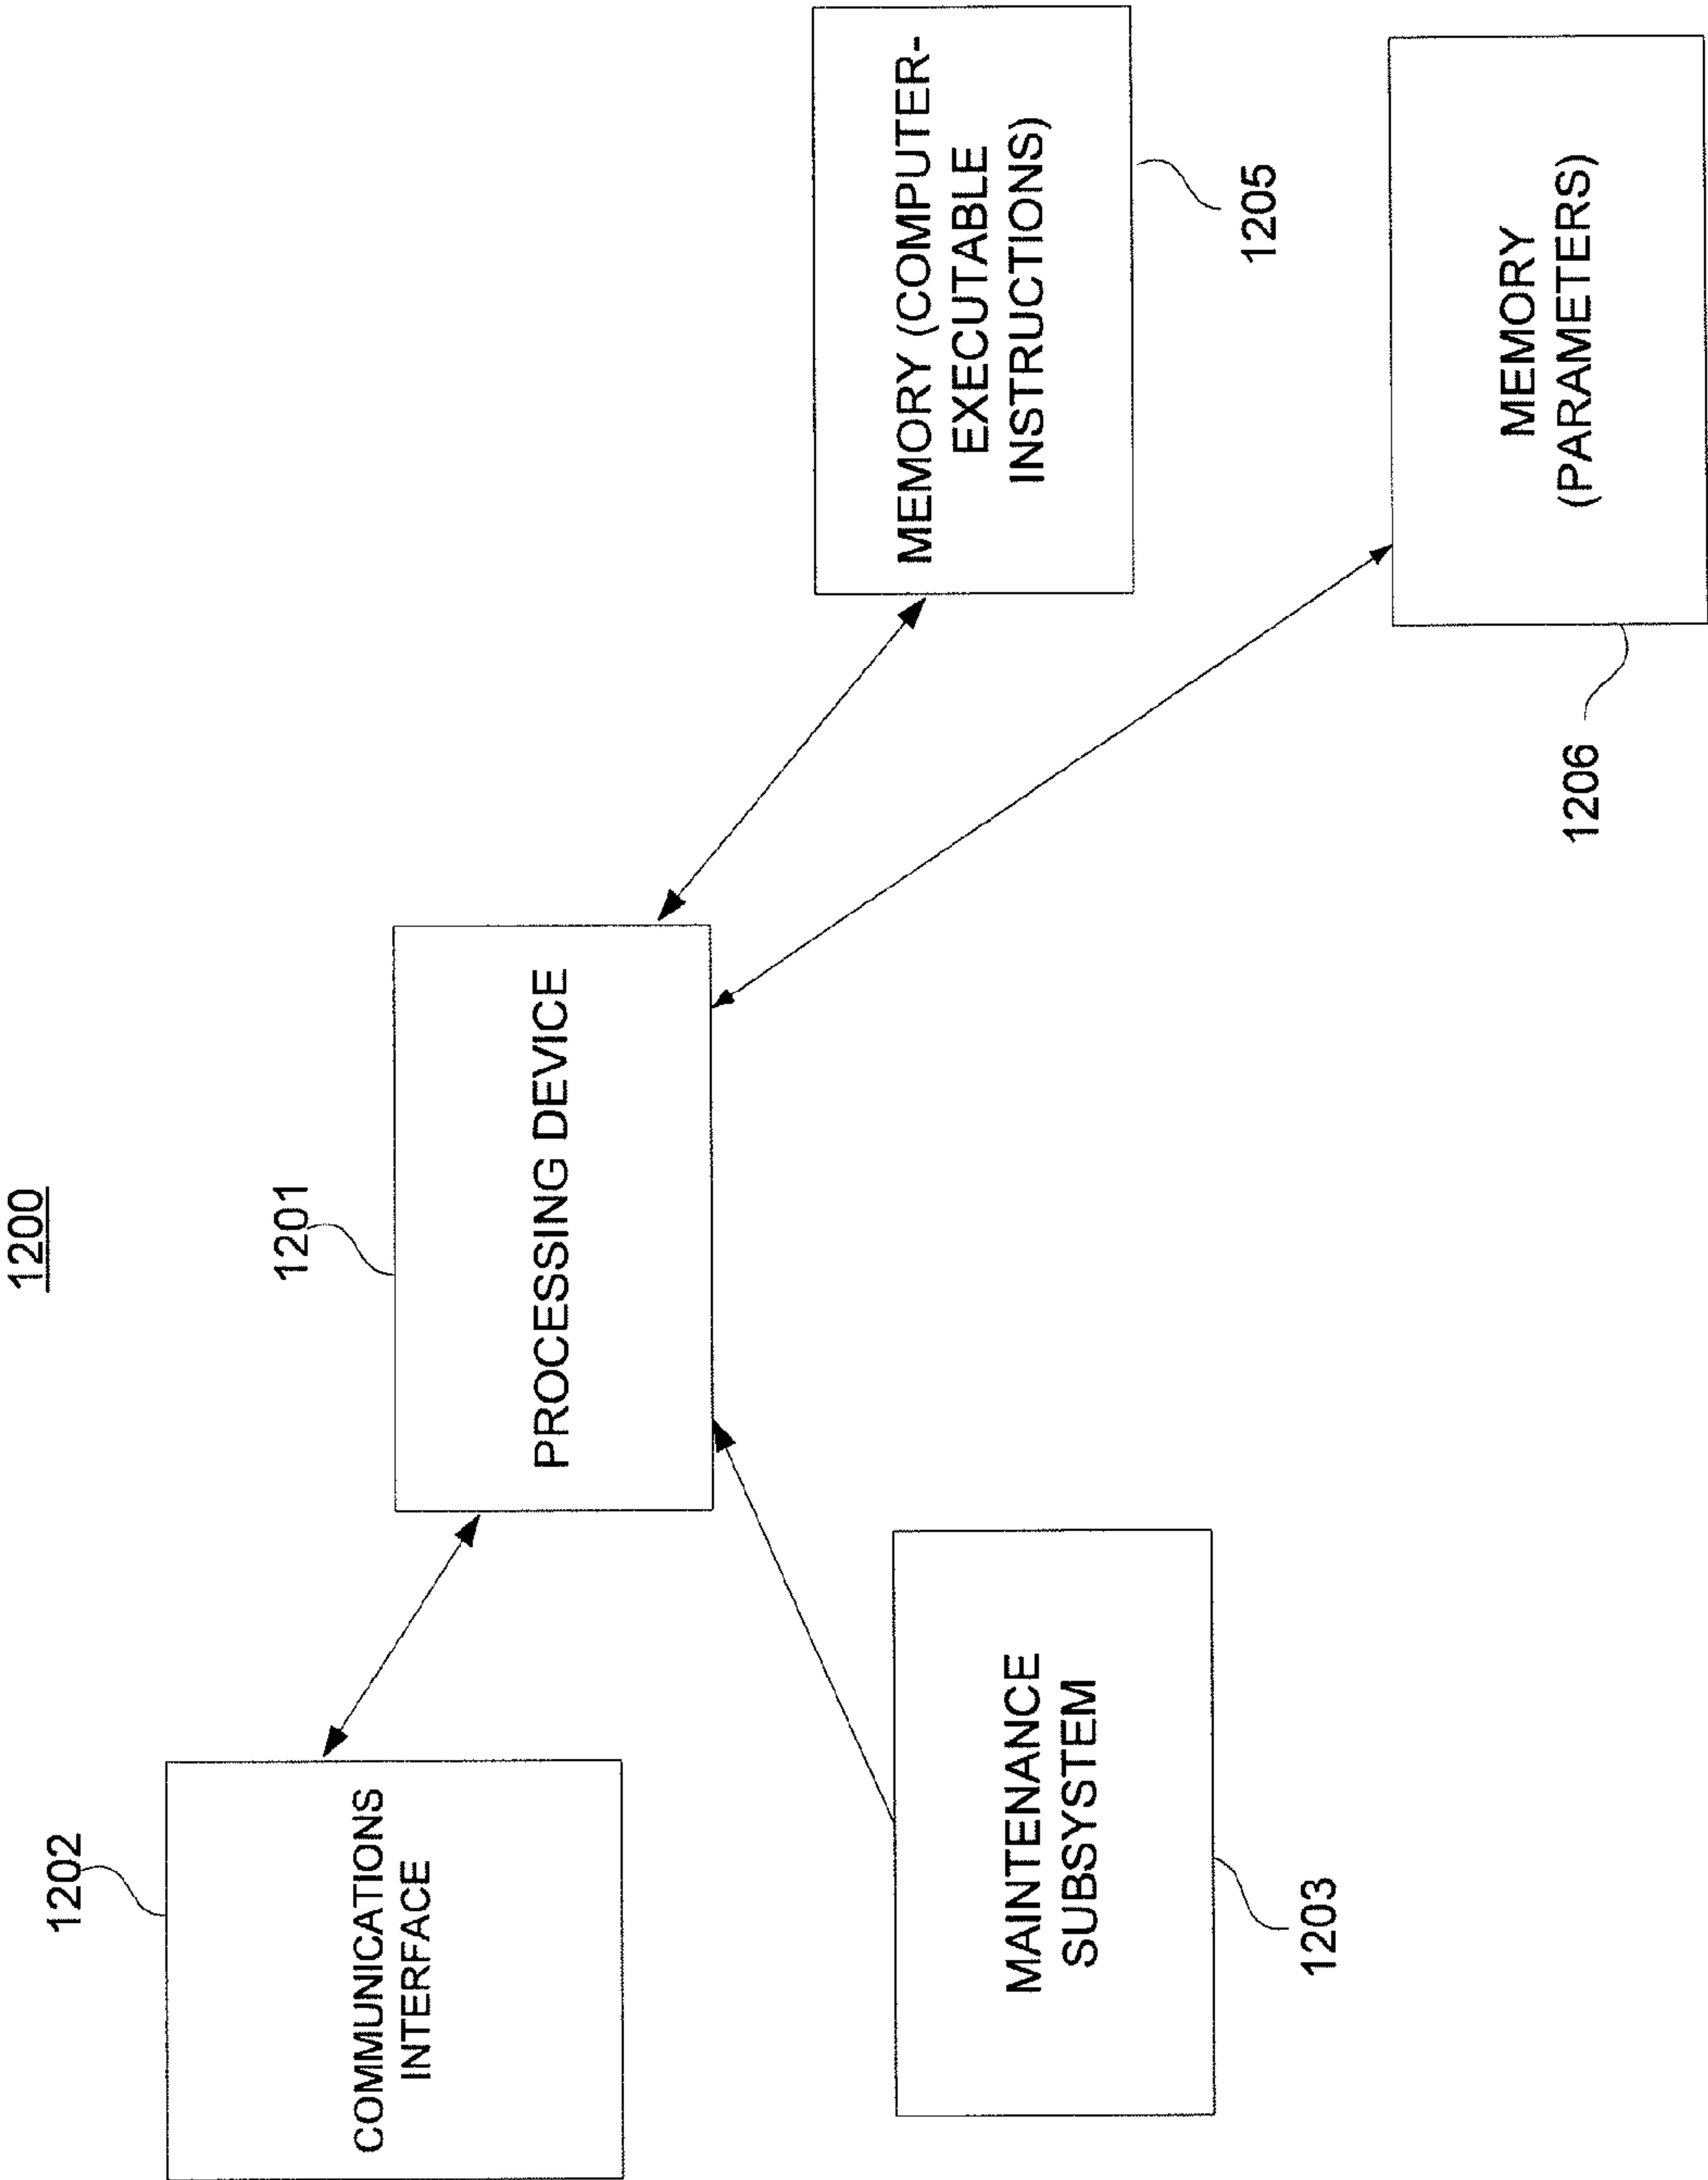 1200
1201
1202
COMMUNICATIONS
INTERFACE
PROCESSING DEVICE
MAINTENANCE
SUBSYSTEM
1203
MEMORY (COMPUTER-
EXECUTABLE
INSTRUCTIONS)
1205
MEMORY
(PARAMETERS)
1206